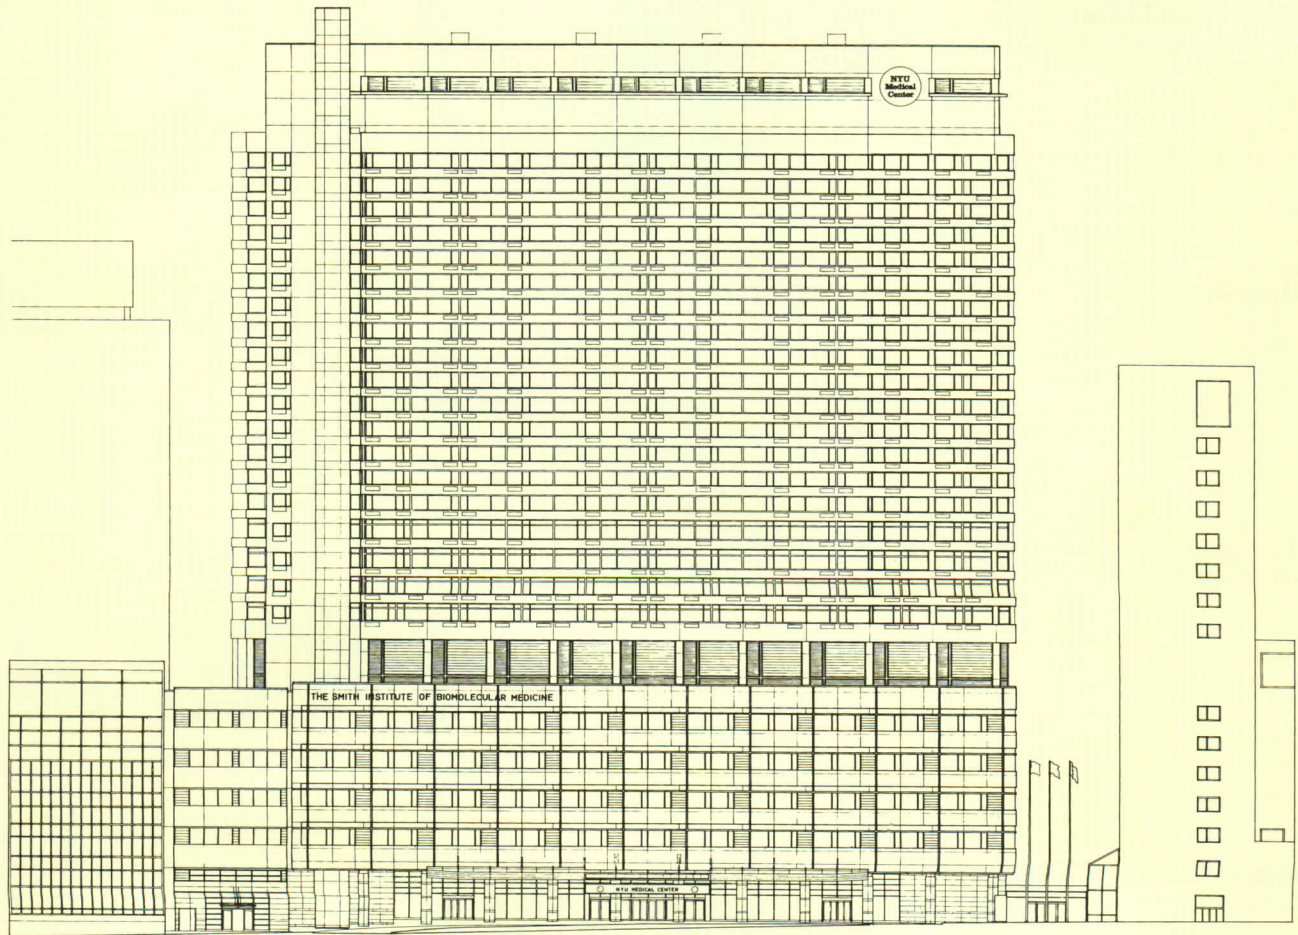 NYU
Medical
Center
THE SMITH INSTITUTE OF BIOMOLECULAR MEDICINE
NYU MEDICAL CENTER